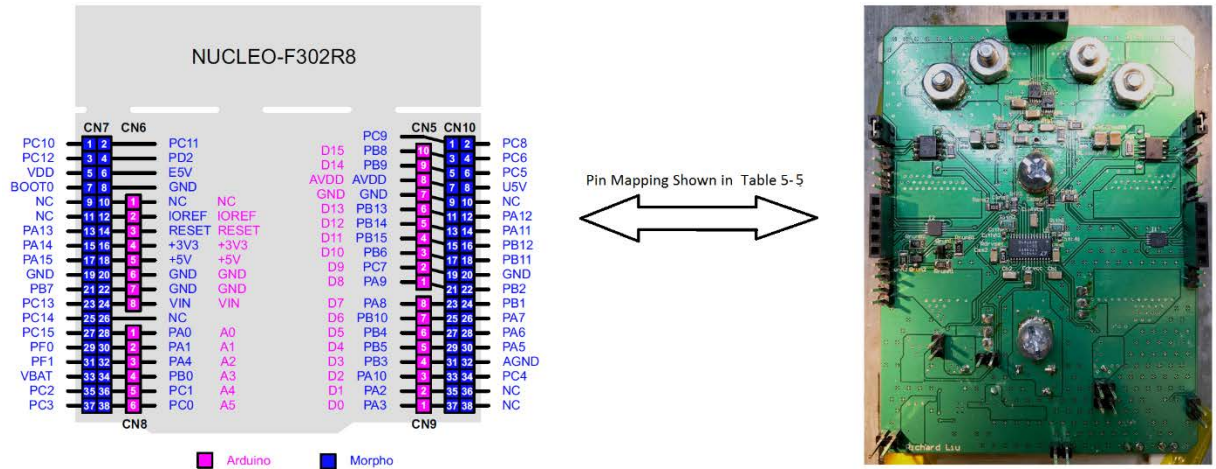 NUCLEO-F302R8
CN7 CN6 CN5 CN10
PC9
PC10 1 2 PC11 D15 PB8 10 1 2 PC8
PC12 3 4 PD2 D14 PB9 9 3 4 PC6
VDD 5 6 E5V AVDD AVDD 8 5 6 PC5
BOOT0 7 8 GND GND GND 7 7 8 U5V
NC 9 10 1 NC NC D13 PB13 6 9 10 NC
NC 11 12 2 IOREF IOREF D12 PB14 5 11 12 PA12
PA13 13 14 3 RESET RESET D11 PB15 4 13 14 PA11
PA14 15 16 4 +3V3 +3V3 D10 PB6 3 15 16 PB12
PA15 17 18 5 +5V +5V D9 PC7 2 17 18 PB11
GND 19 20 6 GND GND D8 PA9 1 19 20 GND
PB7 21 22 7 GND GND 21 22 PB2
PC13 23 24 8 VIN VIN D7 PA8 8 23 24 PB1
PC14 25 26 NC D6 PB10 7 25 26 PA7
PC15 27 28 1 PA0 A0 D5 PB4 6 27 28 PA6
PF0 29 30 2 PA1 A1 D4 PB5 5 29 30 PA5
PF1 31 32 3 PA4 A2 D3 PB3 4 31 32 AGND
VBAT 33 34 4 PB0 A3 D2 PA10 3 33 34 PC4
PC2 35 36 5 PC1 A4 D1 PA2 2 35 36 NC
PC3 37 38 6 PC0 A5 D0 PA3 1 37 38 NC
CN8 CN9
Arduino Morpho
Pin Mapping Shown in Table 5-5
Richard Liu